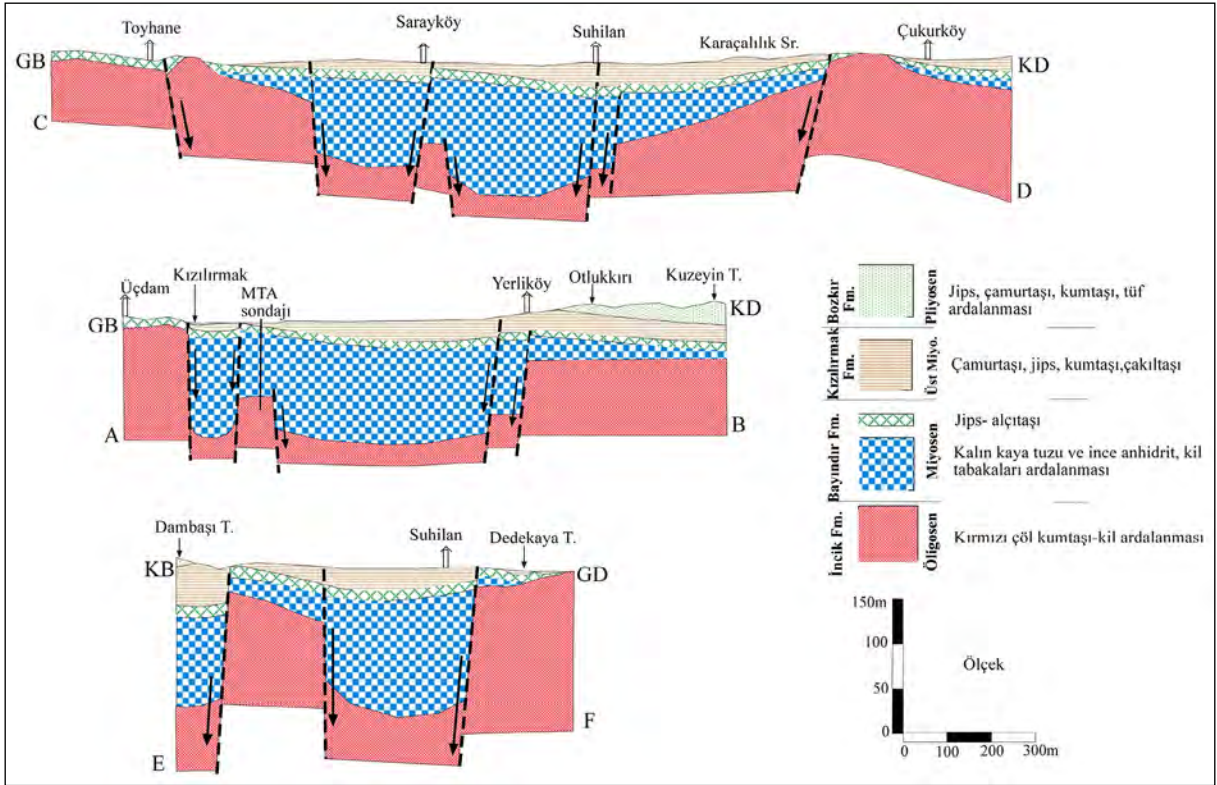 Toyhane
Sarayköy
Suhilan
Karaçalılık Sr.
Çukurköy
GB
KD
C
D
Üçdam
Kızılırmak
MTA
sondajı
Yerliköy
Otlukkırı
Kuzeyin T.
GB
KD
A
B
Dambaşı T.
Suhilan
Dedekaya T.
KB
GD
E
F
Bozkır
Fm.
Pliyosen
Jips, çamurtaşı, kumtaşı, tüf
ardalanması
Kızılırmak
Fm.
Üst Miyo.
Çamurtaşı, jips, kumtaşı,çakıltaşı
Bayındır Fm.
Miyosen
Jips- alçıtaşı
Kalın kaya tuzu ve ince anhidrit, kil
tabakaları ardalanması
İncik Fm.
Öligosen
Kırmızı çöl kumtaşı-kil ardalanması
150m
100
50
0
Ölçek
0 100 200 300m